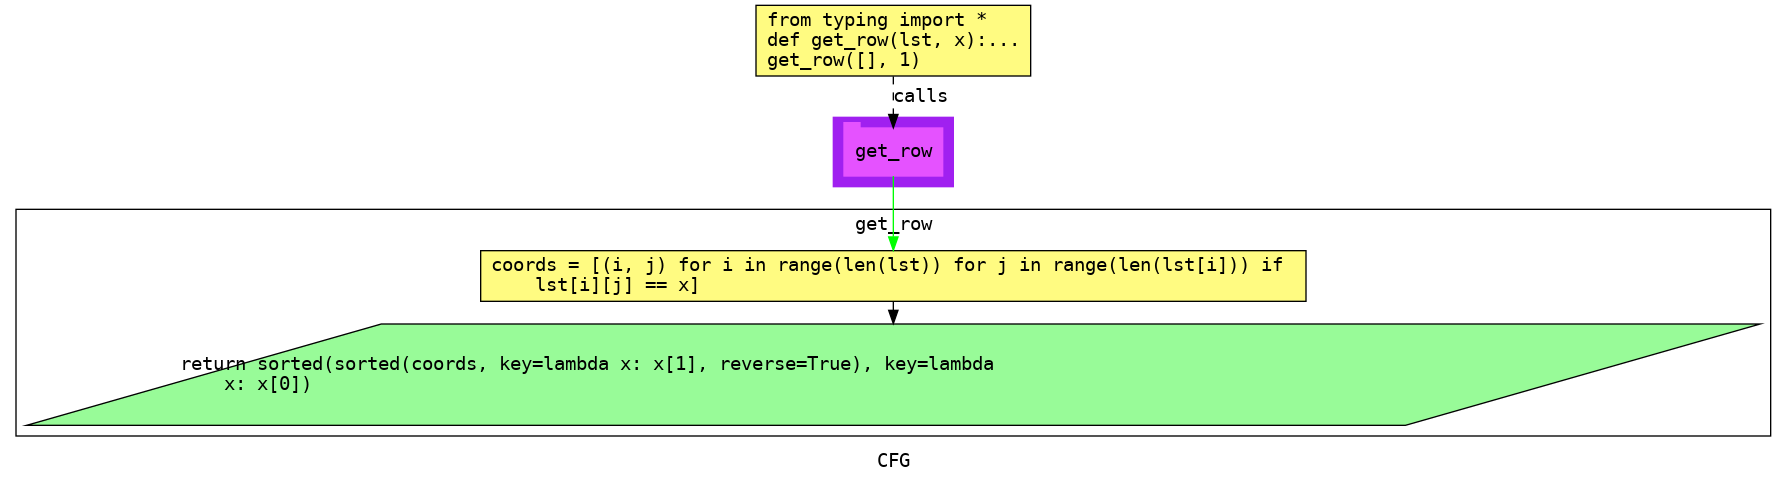 from typing import *
def get_row(lst, x):...
get_row([], 1)
calls
get_row
get_row
coords = [(i, j) for i in range(len(lst)) for j in range(len(lst[i])) if
    lst[i][j] == x]
return sorted(sorted(coords, key=lambda x: x[1], reverse=True), key=lambda
    x: x[0])
CFG